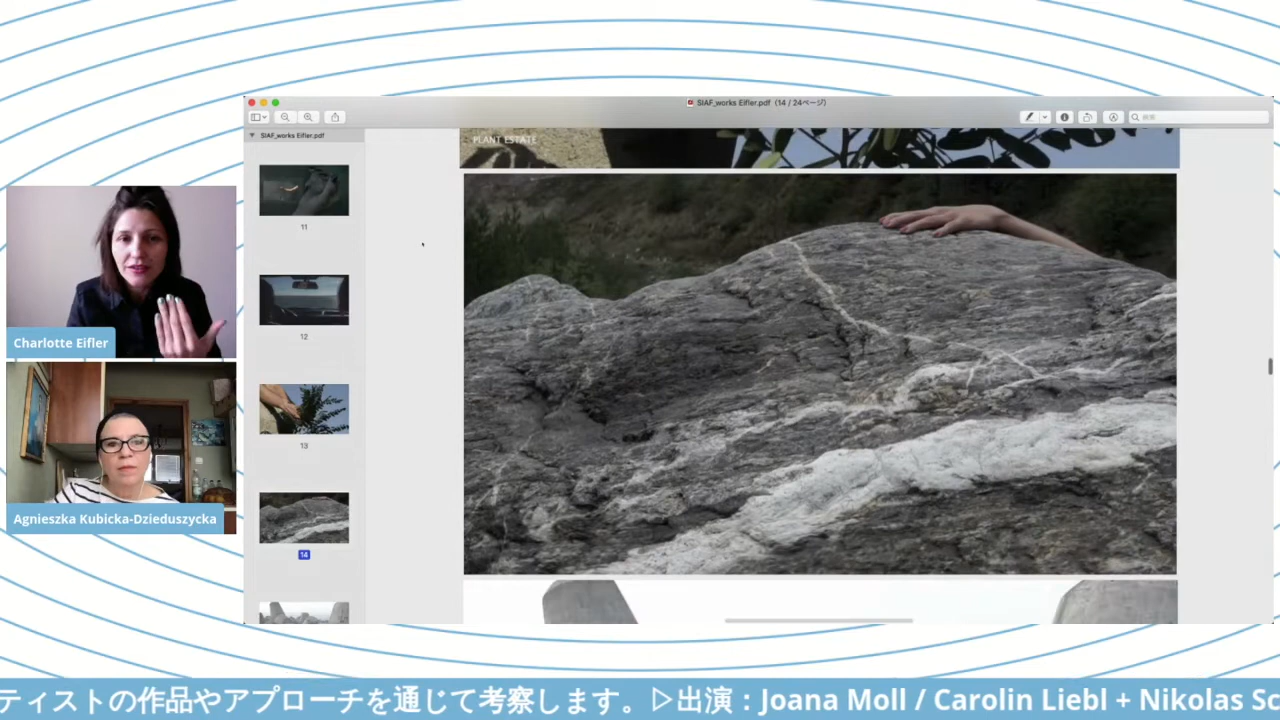 SIAF_works Eifler.pdf（14 / 24ページ）
検索
SIAF_works Eifler.pdf
PLANT ESTATE
11
12
13
14
Charlotte Eifler
Agnieszka Kubicka-Dzieduszycka
ティストの作品やアプローチを通じて考察します。▷出演：Joana Moll / Carolin Liebl + Nikolas Sc